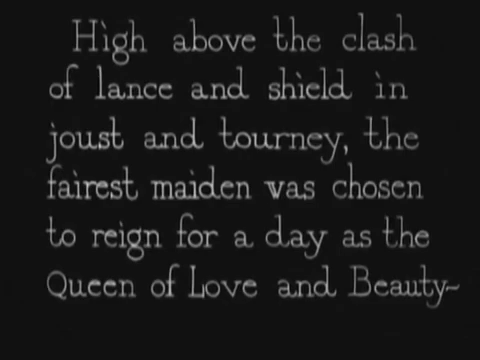 High above the clash
of lance and shield in
joust and tourney, the
fairest maiden was chosen
to reign for a day as the
Queen of Love and Beauty~